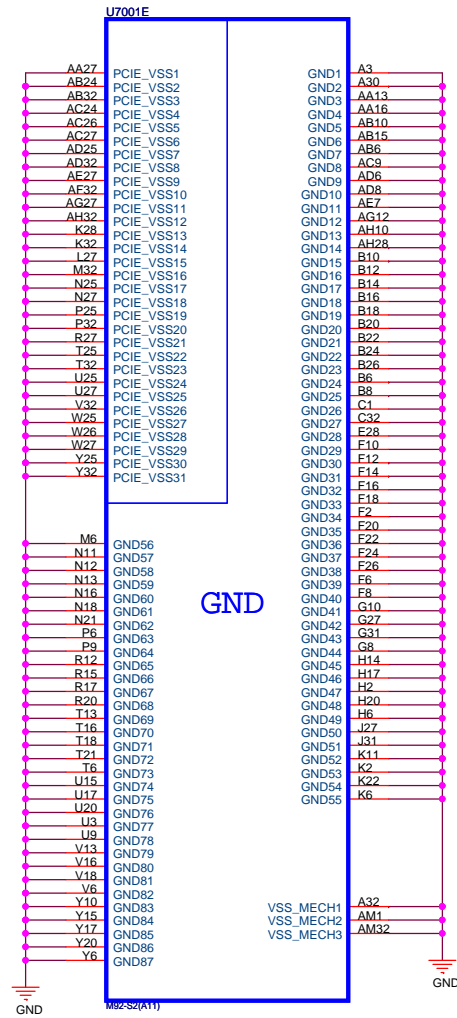 U7001E
AA27 PCIE_VSS1 GND1 A3
AB24 PCIE_VSS2 GND2 A30
AB32 PCIE_VSS3 GND3 AA13
AC24 PCIE_VSS4 GND4 AA16
AC26 PCIE_VSS5 GND5 AB10
AC27 PCIE_VSS6 GND6 AB15
AD25 PCIE_VSS7 GND7 AB6
AD32 PCIE_VSS8 GND8 AC9
AE27 PCIE_VSS9 GND9 AD6
AF32 PCIE_VSS10 GND10 AD8
AG27 PCIE_VSS11 GND11 AE7
AH32 PCIE_VSS12 GND12 AG12
K28 PCIE_VSS13 GND13 AH10
K32 PCIE_VSS14 GND14 AH28
L27 PCIE_VSS15 GND15 B10
M32 PCIE_VSS16 GND16 B12
N25 PCIE_VSS17 GND17 B14
N27 PCIE_VSS18 GND18 B16
P25 PCIE_VSS19 GND19 B18
P32 PCIE_VSS20 GND20 B20
R27 PCIE_VSS21 GND21 B22
T25 PCIE_VSS22 GND22 B24
T32 PCIE_VSS23 GND23 B26
U25 PCIE_VSS24 GND24 B6
U27 PCIE_VSS25 GND25 B8
V32 PCIE_VSS26 GND26 C1
W25 PCIE_VSS27 GND27 C32
W26 PCIE_VSS28 GND28 E28
W27 PCIE_VSS29 GND29 F10
Y25 PCIE_VSS30 GND30 F12
Y32 PCIE_VSS31 GND31 F14
GND32 F16
GND33 F18
GND34 F2
GND35 F20
M6 GND56 GND36 F22
N11 GND57 GND37 F24
N12 GND58 GND38 F26
N13 GND59 GND39 F6
N16 GND60 GND40 F8
N18 GND61 GND41 G10
N21 GND62 GND42 G27
P6 GND63 GND43 G31
P9 GND64 GND44 G8
R12 GND65 GND45 H14
R15 GND66 GND46 H17
R17 GND67 GND47 H2
R20 GND68 GND48 H20
T13 GND69 GND49 H6
T16 GND70 GND50 J27
T18 GND71 GND51 J31
T21 GND72 GND52 K11
T6 GND73 GND53 K2
U15 GND74 GND54 K22
U17 GND75 GND55 K6
GND
U20 GND76
U3 GND77
U9 GND78
V13 GND79
V16 GND80
V18 GND81
V6 GND82
Y10 GND83 VSS_MECH1 A32
Y15 GND84 VSS_MECH2 AM1
Y17 GND85 VSS_MECH3 AM32
Y20 GND86
Y6 GND87
GND
GND
M92-S2(A11)